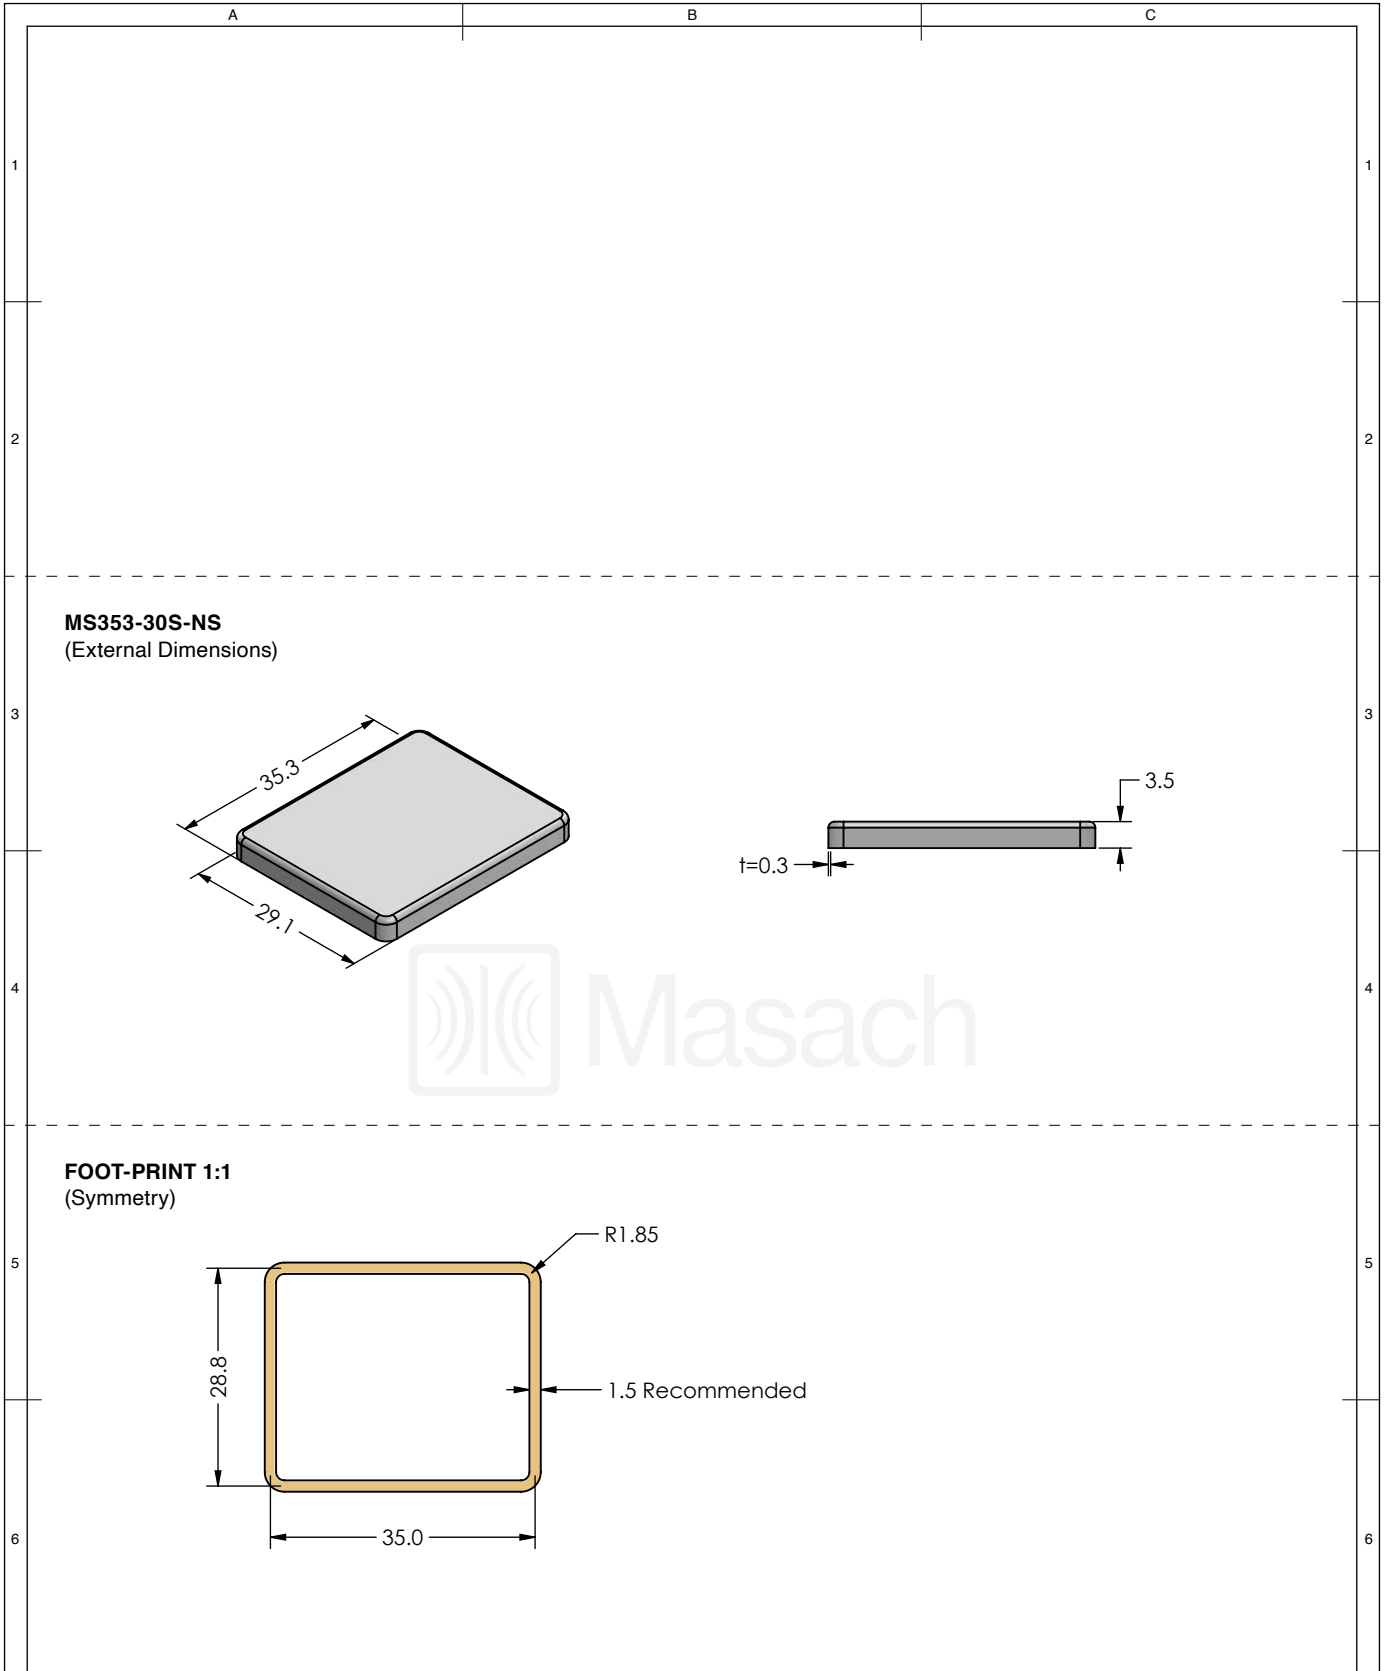 A B C
1 1
2 2
MS353-30S-NS
(External Dimensions)
3 3
35.3
3.5
t=0.3
29.1
4 4
Masach
FOOT-PRINT 1:1
(Symmetry)
R1.85
5 5
28.8
1.5 Recommended
35.0
6 6